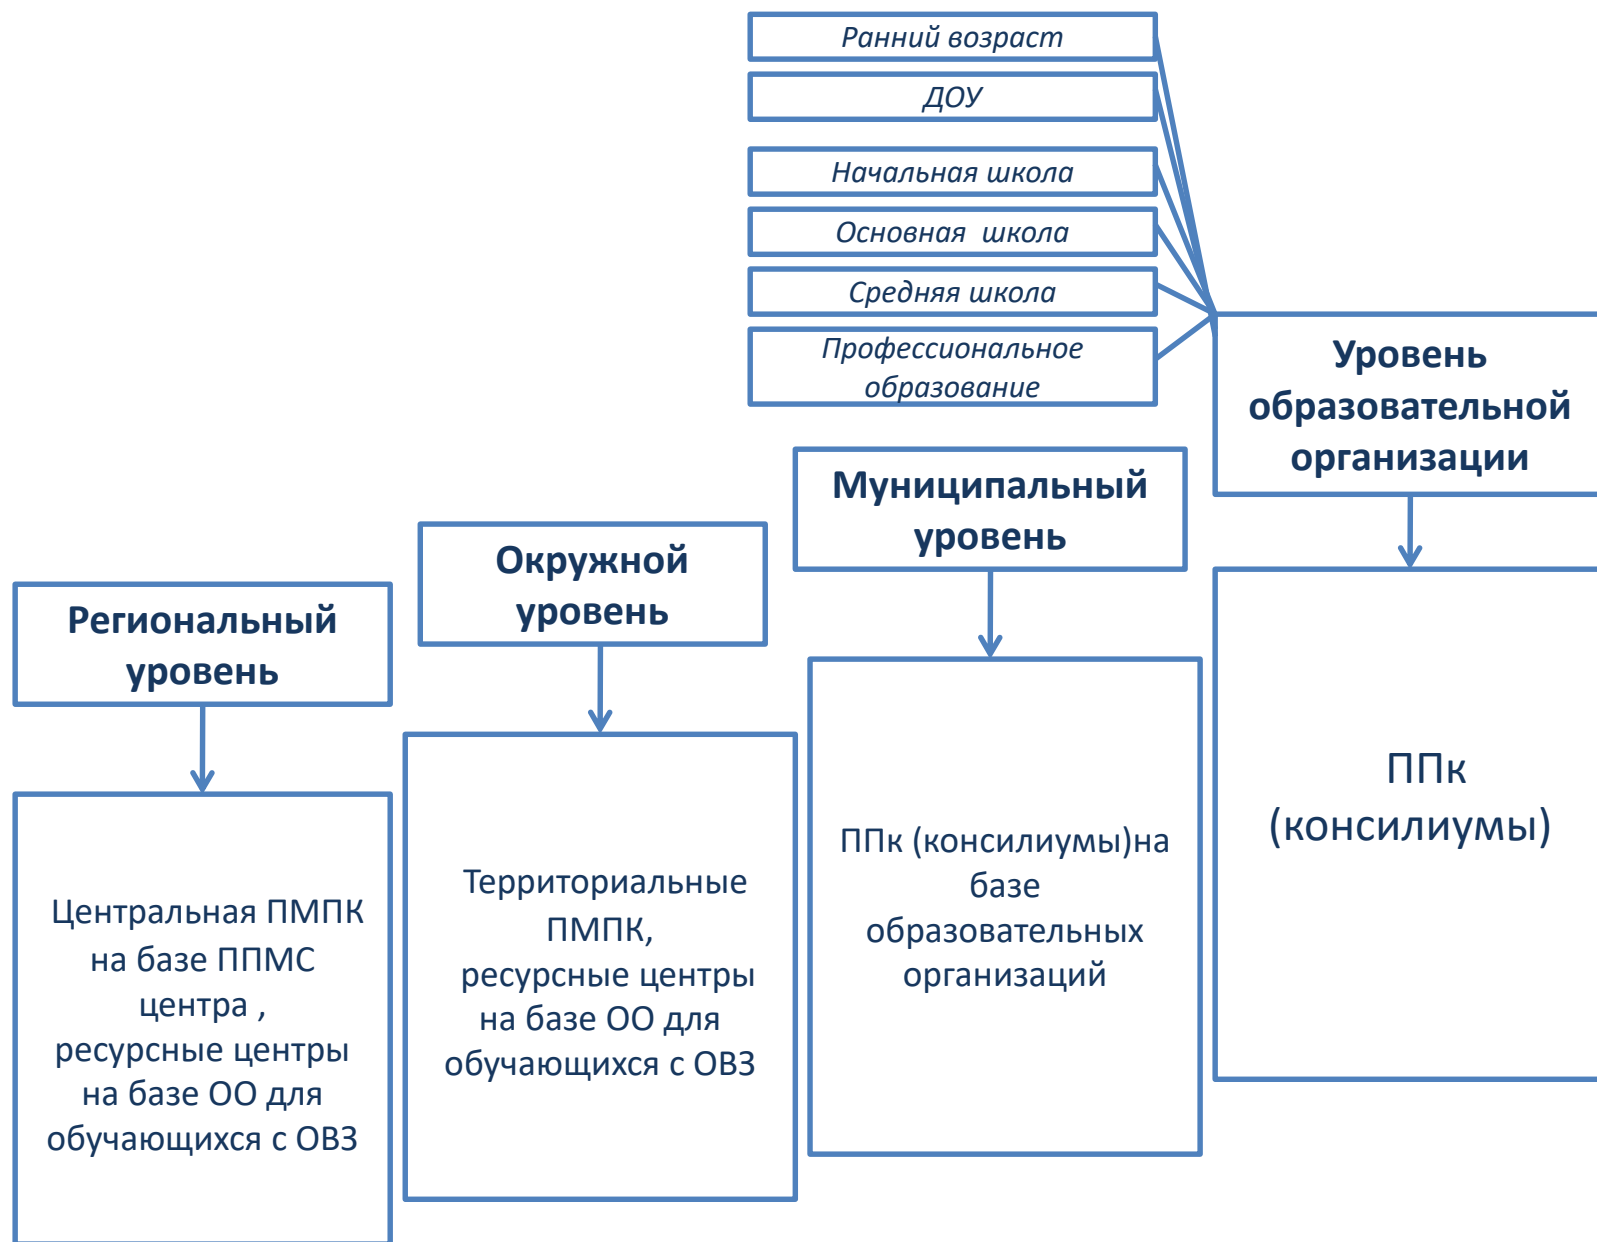 Ранний возраст
ДОУ
Начальная школа
Основная школа
Средняя школа
Профессиональное
образование
Уровень
образовательной
организации
ППк
(консилиумы)
Муниципальный
уровень
ППк (консилиумы)на
базе
образовательных
организаций
Окружной
уровень
Территориальные
ПМПК,
ресурсные центры
на базе ОО для
обучающихся с ОВЗ
Региональный
уровень
Центральная ПМПК
на базе ППМС
центра ,
ресурсные центры
на базе ОО для
обучающихся с ОВЗ